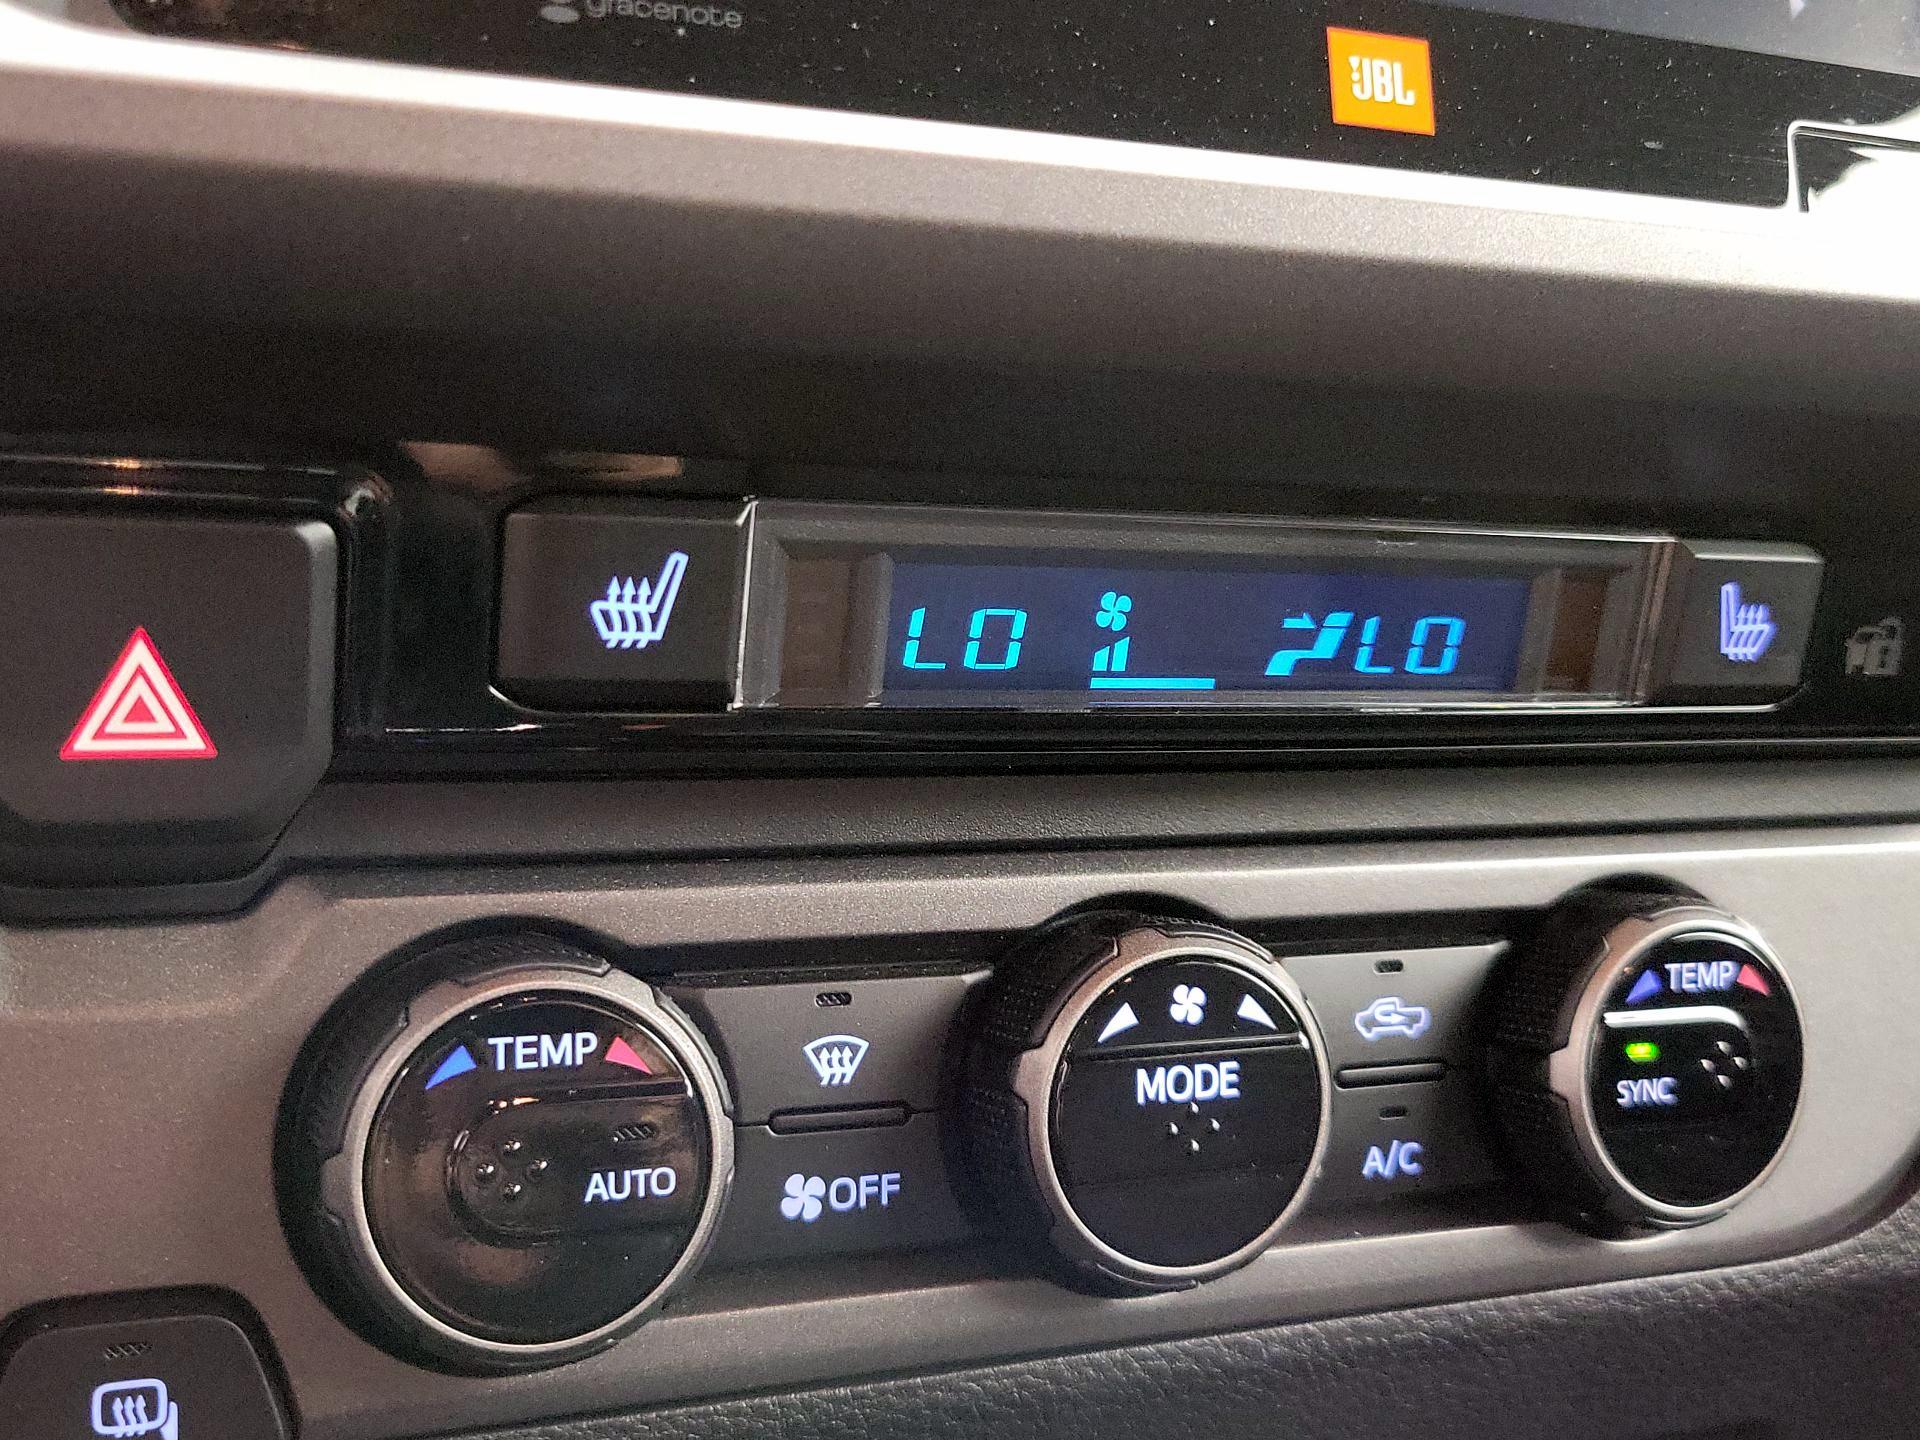 gracenote
JBL
LO LO
TEMP
AUTO
OFF
MODE
A/C
TEMP
SYNC